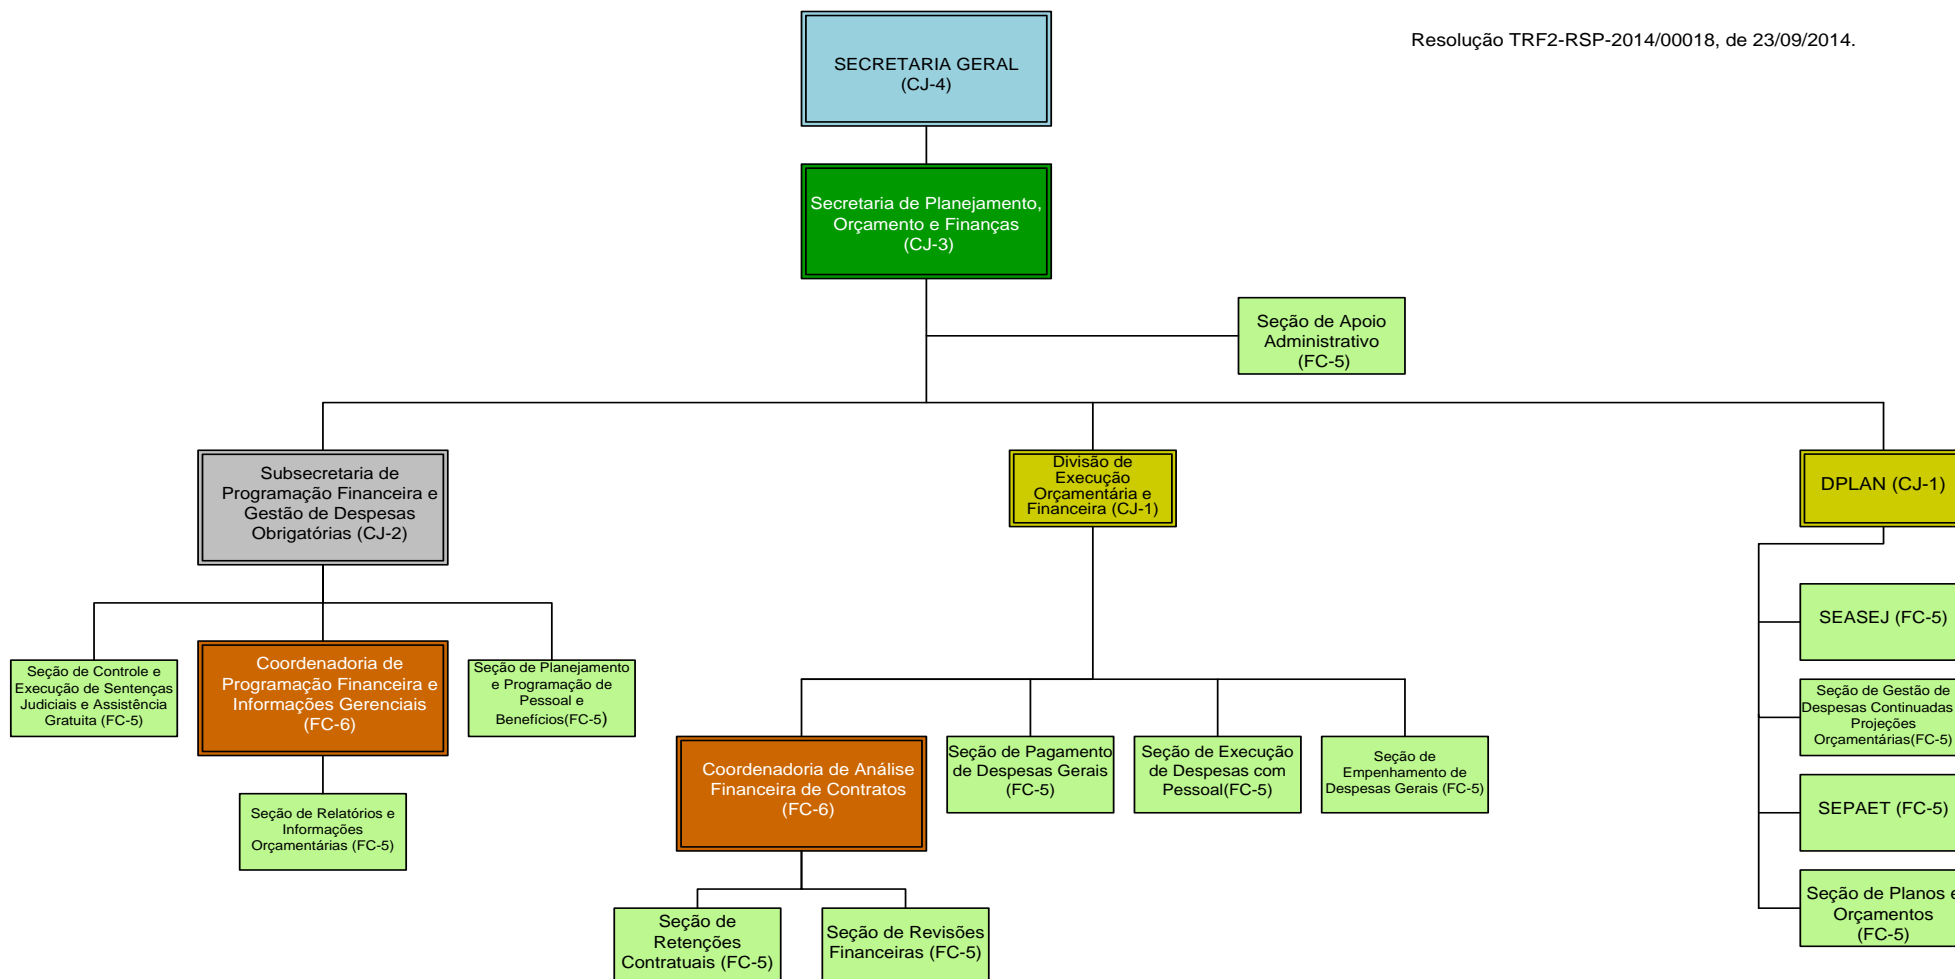 Resolução TRF2-RSP-2014/00018, de 23/09/2014.
SECRETARIA GERAL
(CJ-4)
Secretaria de Planejamento,
Orçamento e Finanças
(CJ-3)
Seção de Apoio
Administrativo
(FC-5)
Subsecretaria de
Programação Financeira e
Gestão de Despesas
Obrigatórias (CJ-2)
Divisão de
Execução
Orçamentária e
Financeira (CJ-1)
DPLAN (CJ-1)
Seção de Controle e
Execução de Sentenças
Judiciais e Assistência
Gratuita (FC-5)
Coordenadoria de
Programação Financeira e
Informações Gerenciais
(FC-6)
Seção de Planejamento
e Programação de
Pessoal e
Benefícios(FC-5)
Seção de Relatórios e
Informações
Orçamentárias (FC-5)
Coordenadoria de Análise
Financeira de Contratos
(FC-6)
Seção de Pagamento
de Despesas Gerais
(FC-5)
Seção de Execução
de Despesas com
Pessoal(FC-5)
Seção de
Empenhamento de
Despesas Gerais (FC-5)
Seção de
Retenções
Contratuais (FC-5)
Seção de Revisões
Financeiras (FC-5)
SEASEJ (FC-5)
Seção de Gestão de
Despesas Continuadas
Projeções
Orçamentárias(FC-5)
SEPAET (FC-5)
Seção de Planos e
Orçamentos
(FC-5)